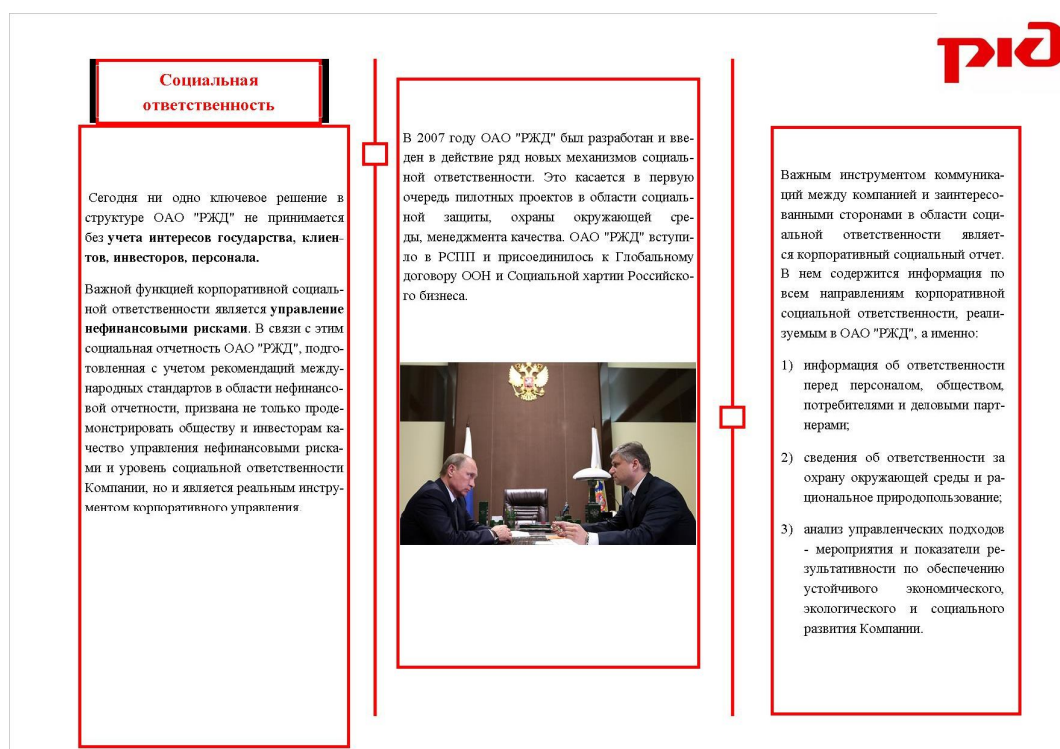 Социальная
ответственность
Сегодня ни одно ключевое решение в
структуре ОАО "РЖД" не принимается
без учета интересов государства, клиен-
тов, инвесторов, персонала.
Важной функцией корпоративной социаль-
ной ответственности является управление
нефинансовыми рисками. В связи с этим
социальная отчетность ОАО "РЖД", подго-
товленная с учетом рекомендаций между-
народных стандартов в области нефинансо-
вой отчетности, призвана не только проде-
монстрировать обществу и инвесторам ка-
чество управления нефинансовыми риска-
ми и уровень социальной ответственности
Компании, но и является реальным инстру-
ментом корпоративного управления.
В 2007 году ОАО "РЖД" был разработан и вве-
ден в действие ряд новых механизмов социаль-
ной ответственности. Это касается в первую
очередь пилотных проектов в области социаль-
ной защиты, охраны окружающей сре-
ды, менеджмента качества. ОАО "РЖД" вступи-
ло в РСПП и присоединилось к Глобальному
договору ООН и Социальной хартии Российско-
го бизнеса.
ржд
Важным инструментом коммуника-
ций между компанией и заинтересо-
ванными сторонами в области соци-
альной ответственности являет-
ся корпоративный социальный отчет.
В нем содержится информация по
всем направлениям корпоративной
социальной ответственности, реали-
зуемым в ОАО "РЖД", а именно:
1) информация об ответственности
перед персоналом, обществом,
потребителями и деловыми парт-
нерами;
2) сведения об ответственности за
охрану окружающей среды и ра-
циональное природопользование;
3) анализ управленческих подходов
- мероприятия и показатели ре-
зультативности по обеспечению
устойчивого экономического,
экологического и социального
развития Компании.